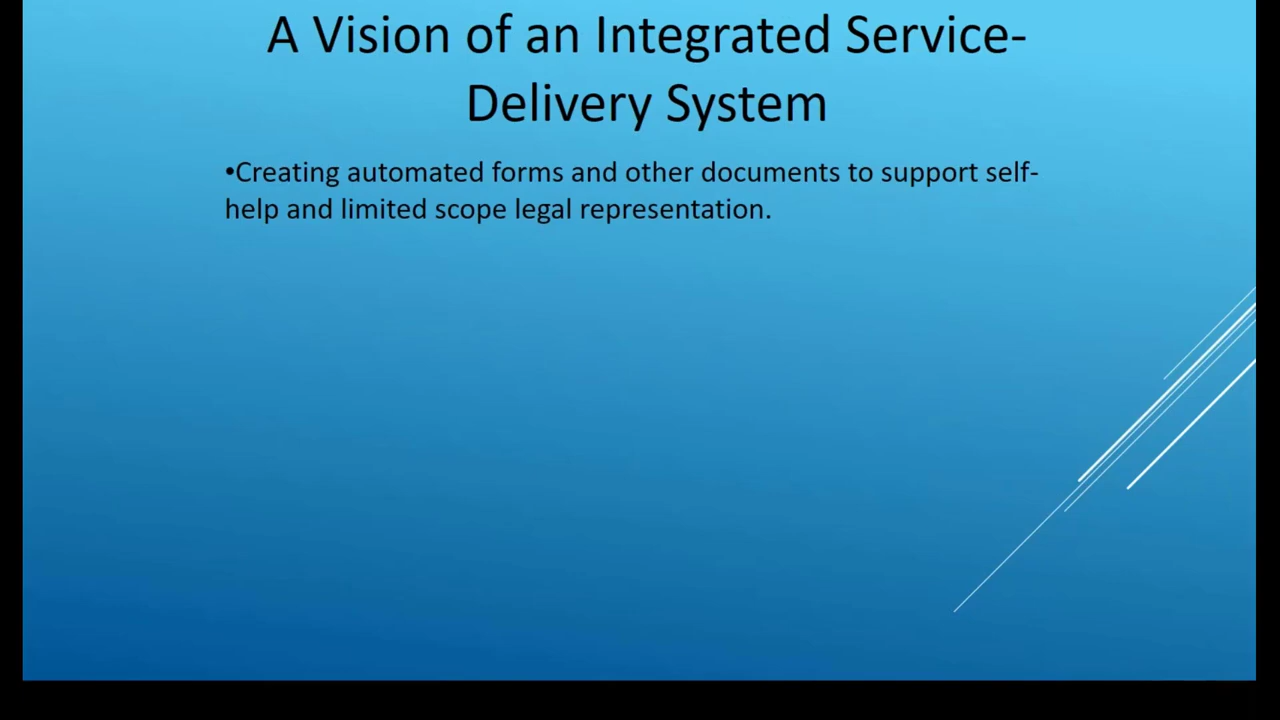 A Vision of an Integrated Service-
Delivery System
•Creating automated forms and other documents to support self-
help and limited scope legal representation.